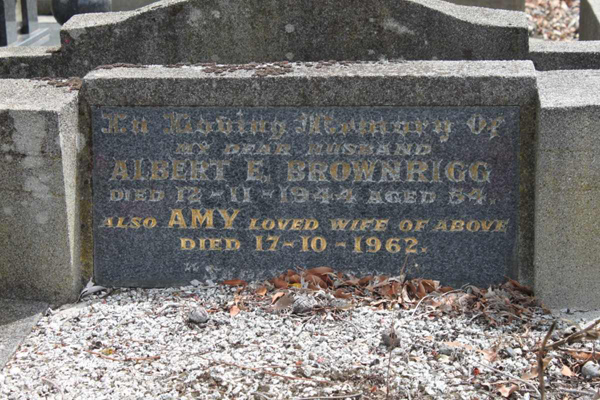 In Loving Memory Of
MY DEAR HUSBAND
ALBERT E. BROWNRIGG
DIED 12-11-1944 AGED 54.
ALSO AMY LOVED WIFE OF ABOVE
DIED 17-10-1962.